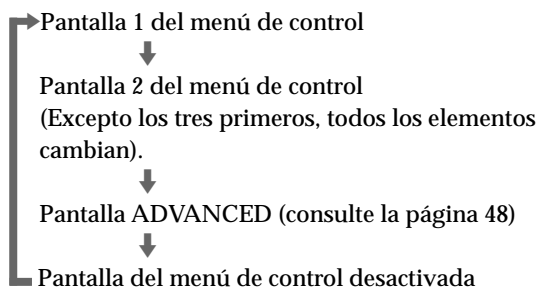 Pantalla 1 del menú de control
Pantalla 2 del menú de control
(Excepto los tres primeros, todos los elementos
cambian).
Pantalla ADVANCED (consulte la página 48)
Pantalla del menú de control desactivada